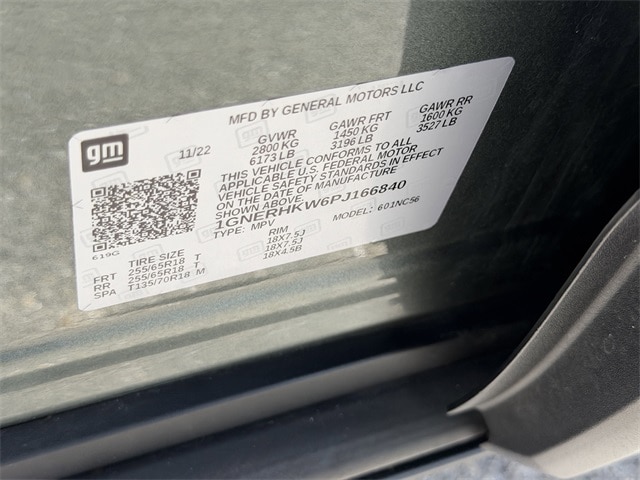 MFD BY GENERAL MOTORS LLC
gm
11/22
GVWR GAWR FRT GAWR RR
2800 KG 1450 KG 1600 KG
6173 LB 3196 LB 3527 LB
THIS VEHICLE CONFORMS TO ALL
APPLICABLE U.S. FEDERAL MOTOR
VEHICLE SAFETY STANDARDS IN EFFECT
ON THE DATE OF MANUFACTURE
SHOWN ABOVE.
1GNERHKW6PJ166840
TYPE: MPV MODEL: 601NC56
619G
TIRE SIZE RIM
FRT 255/65R18 T 18X7.5J
RR 255/65R18 T 18X7.5J
SPA T135/70R18 M 18X4.5B